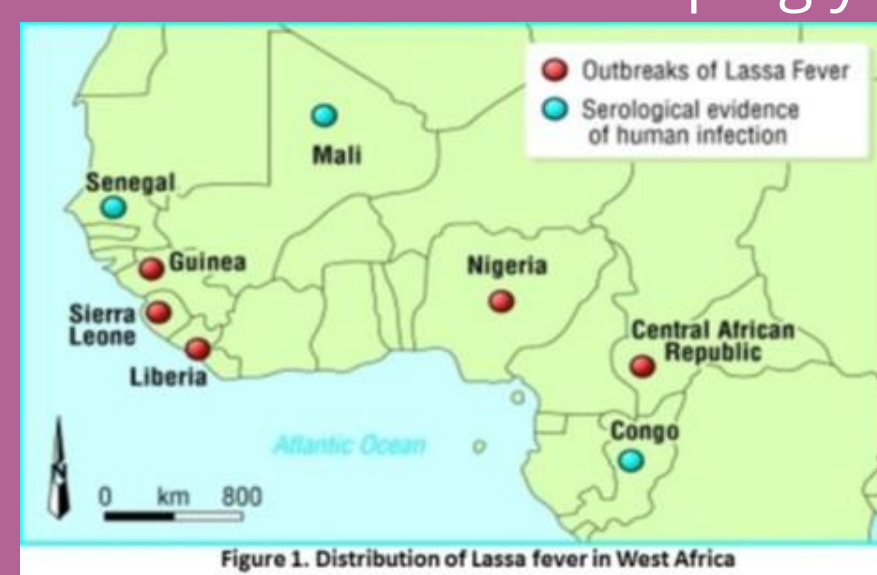 Outbreaks of Lassa Fever
Serological evidence
of human infection
Mali
Senegal
Guinea
Nigeria
Sierra
Leone
Central African
Republic
Liberia
Congo
Atlantic Ocean
N
0 km 800
Figure 1. Distribution of Lassa fever in West Africa